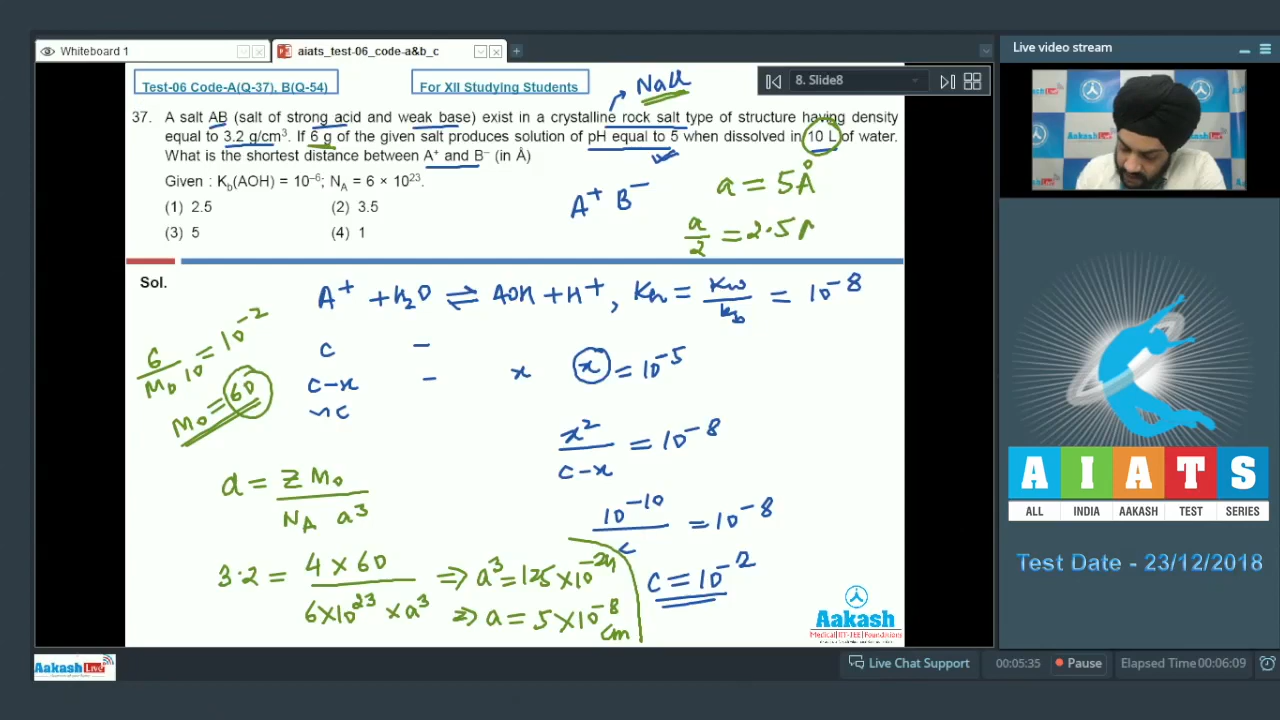 Whiteboard 1
aiats_test-06_code-a&b_c
Live video stream
8. Slide8
Test-06 Code-A(Q-37), B(Q-54)
For XII Studying Students
NaCl
37. A salt AB (salt of strong acid and weak base) exist in a crystalline rock salt type of structure having density
equal to 3.2 g/cm³. If 6 g of the given salt produces solution of pH equal to 5 when dissolved in 10 L of water.
What is the shortest distance between A⁺ and B⁻ (in Å)
Given : K_b(AOH) = 10⁻⁶; N_A = 6 × 10²³.
(1) 2.5
(2) 3.5
(3) 5
(4) 1
A⁺ B⁻
a = 5Å
a/2 = 2.5
Sol.
A⁺ + H₂O ⇌ AOH + H⁺, K_h = K_w/K_b = 10⁻⁸
c –
c–x – x x = 10⁻⁵
~c
6/(M₀ 10) = 10⁻²
M₀ = 60
x²/(c–x) = 10⁻⁸
10⁻¹⁰/c = 10⁻⁸
c = 10⁻²
d = Z M₀/(N_A a³)
3.2 = 4 × 60/(6×10²³ × a³) ⇒ a³ = 125 × 10⁻²⁴
⇒ a = 5 × 10⁻⁸ cm
A I A T S
ALL INDIA AAKASH TEST SERIES
Test Date - 23/12/2018
Aakash
Medical|IIT-JEE|Foundations
Aakash Live
Live Chat Support
00:05:35
Pause
Elapsed Time 00:06:09